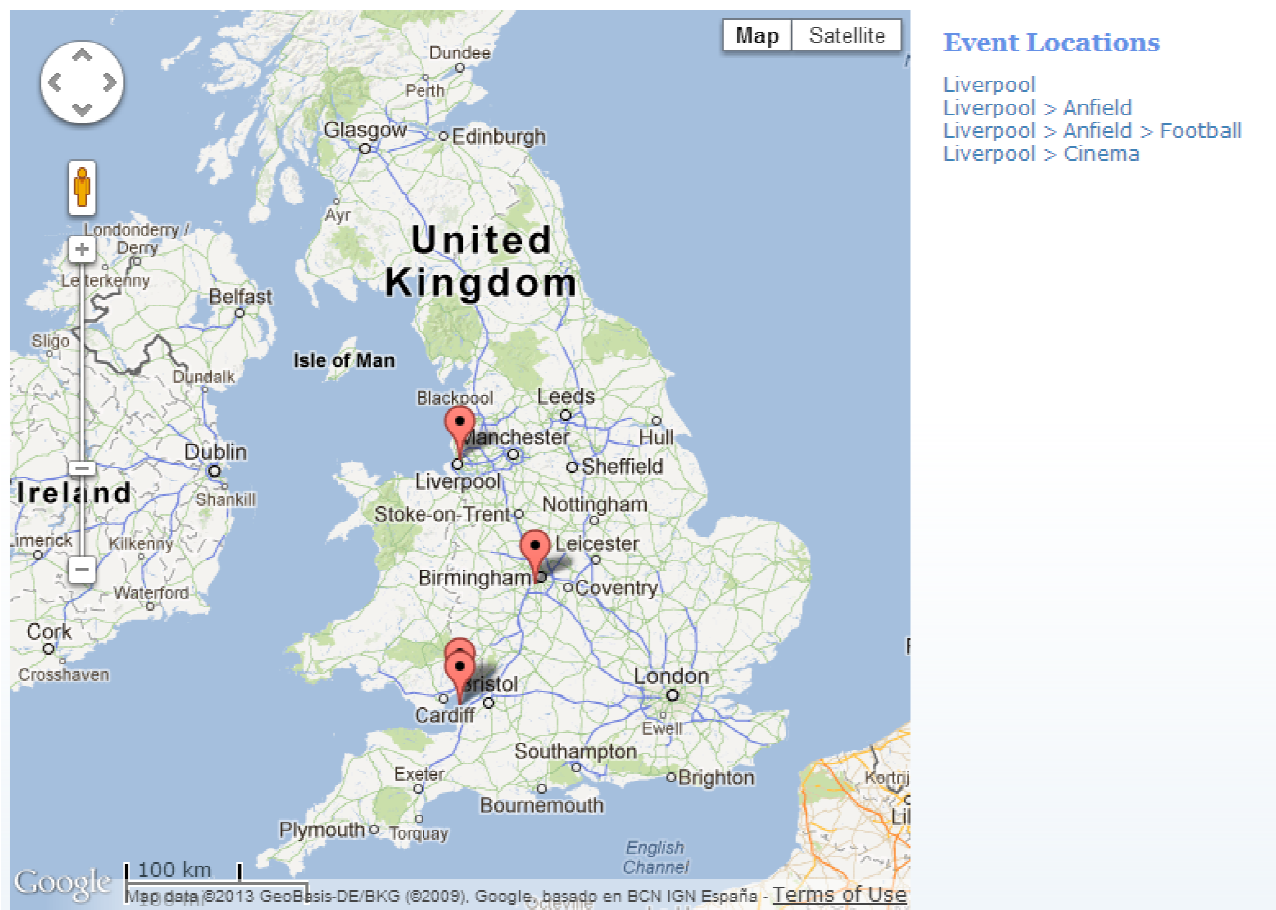 Map
Satellite
Dundee
Perth
Glasgow
Edinburgh
Ayr
Londonderry /
Derry
Letterkenny
United
Kingdom
Belfast
Sligo
Isle of Man
Dundalk
Blackpool
Leeds
Manchester
Hull
Dublin
Sheffield
Liverpool
Ireland
Shankill
Nottingham
Stoke-on-Trent
Limerick
Kilkenny
Leicester
Birmingham
Coventry
Waterford
Cork
Crosshaven
London
Bristol
Cardiff
Ewell
Southampton
Exeter
Brighton
Kortrij
Bournemouth
Lil
Plymouth
Torquay
English
Channel
100 km
Google
Map data ©2013 GeoBasis-DE/BKG (©2009), Google, basado en BCN IGN España - Terms of Use
Event Locations
Liverpool
Liverpool > Anfield
Liverpool > Anfield > Football
Liverpool > Cinema